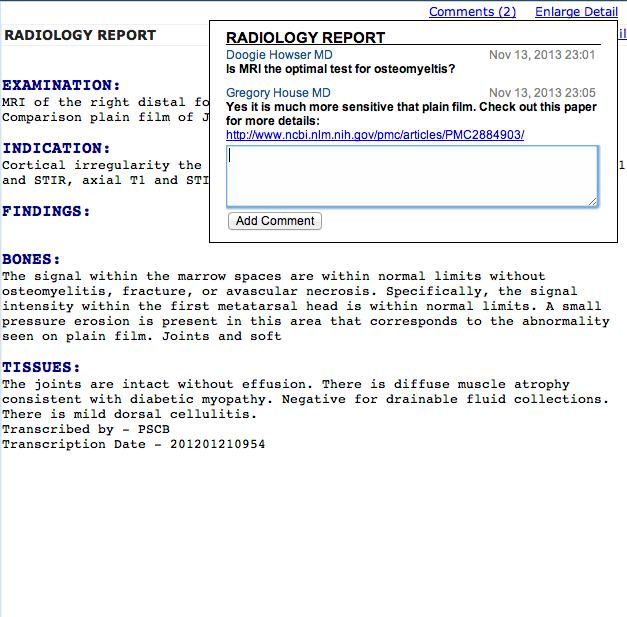 Comments (2) Enlarge Detail
RADIOLOGY REPORT
RADIOLOGY REPORT
Doogie Howser MD Nov 13, 2013 23:01
Is MRI the optimal test for osteomyeltis?
Gregory House MD Nov 13, 2013 23:05
Yes it is much more sensitive that plain film. Check out this paper
for more details:
http://www.ncbi.nlm.nih.gov/pmc/articles/PMC2884903/
Add Comment
EXAMINATION:
MRI of the right distal fo
Comparison plain film of J
INDICATION:
Cortical irregularity the
and STIR, axial T1 and STI
FINDINGS:
BONES:
The signal within the marrow spaces are within normal limits without
osteomyelitis, fracture, or avascular necrosis. Specifically, the signal
intensity within the first metatarsal head is within normal limits. A small
pressure erosion is present in this area that corresponds to the abnormality
seen on plain film. Joints and soft
TISSUES:
The joints are intact without effusion. There is diffuse muscle atrophy
consistent with diabetic myopathy. Negative for drainable fluid collections.
There is mild dorsal cellulitis.
Transcribed by - PSCB
Transcription Date - 201201210954